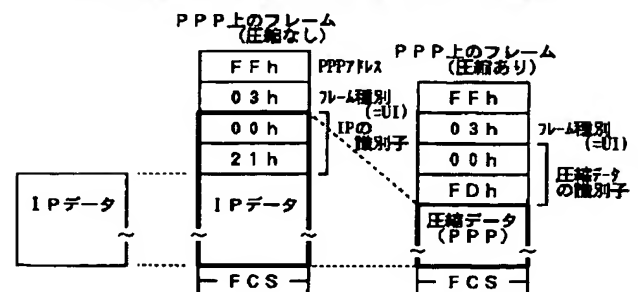 PPP上のフレーム
(圧縮なし)
FFh
PPPアドレス
03h
フレーム種別
(=UI)
00h
IPの
識別子
21h
IPデータ
IPデータ
FCS
PPP上のフレーム
(圧縮あり)
FFh
03h
フレーム種別
(=UI)
00h
圧縮データ
の識別子
FDh
圧縮データ
(PPP)
FCS